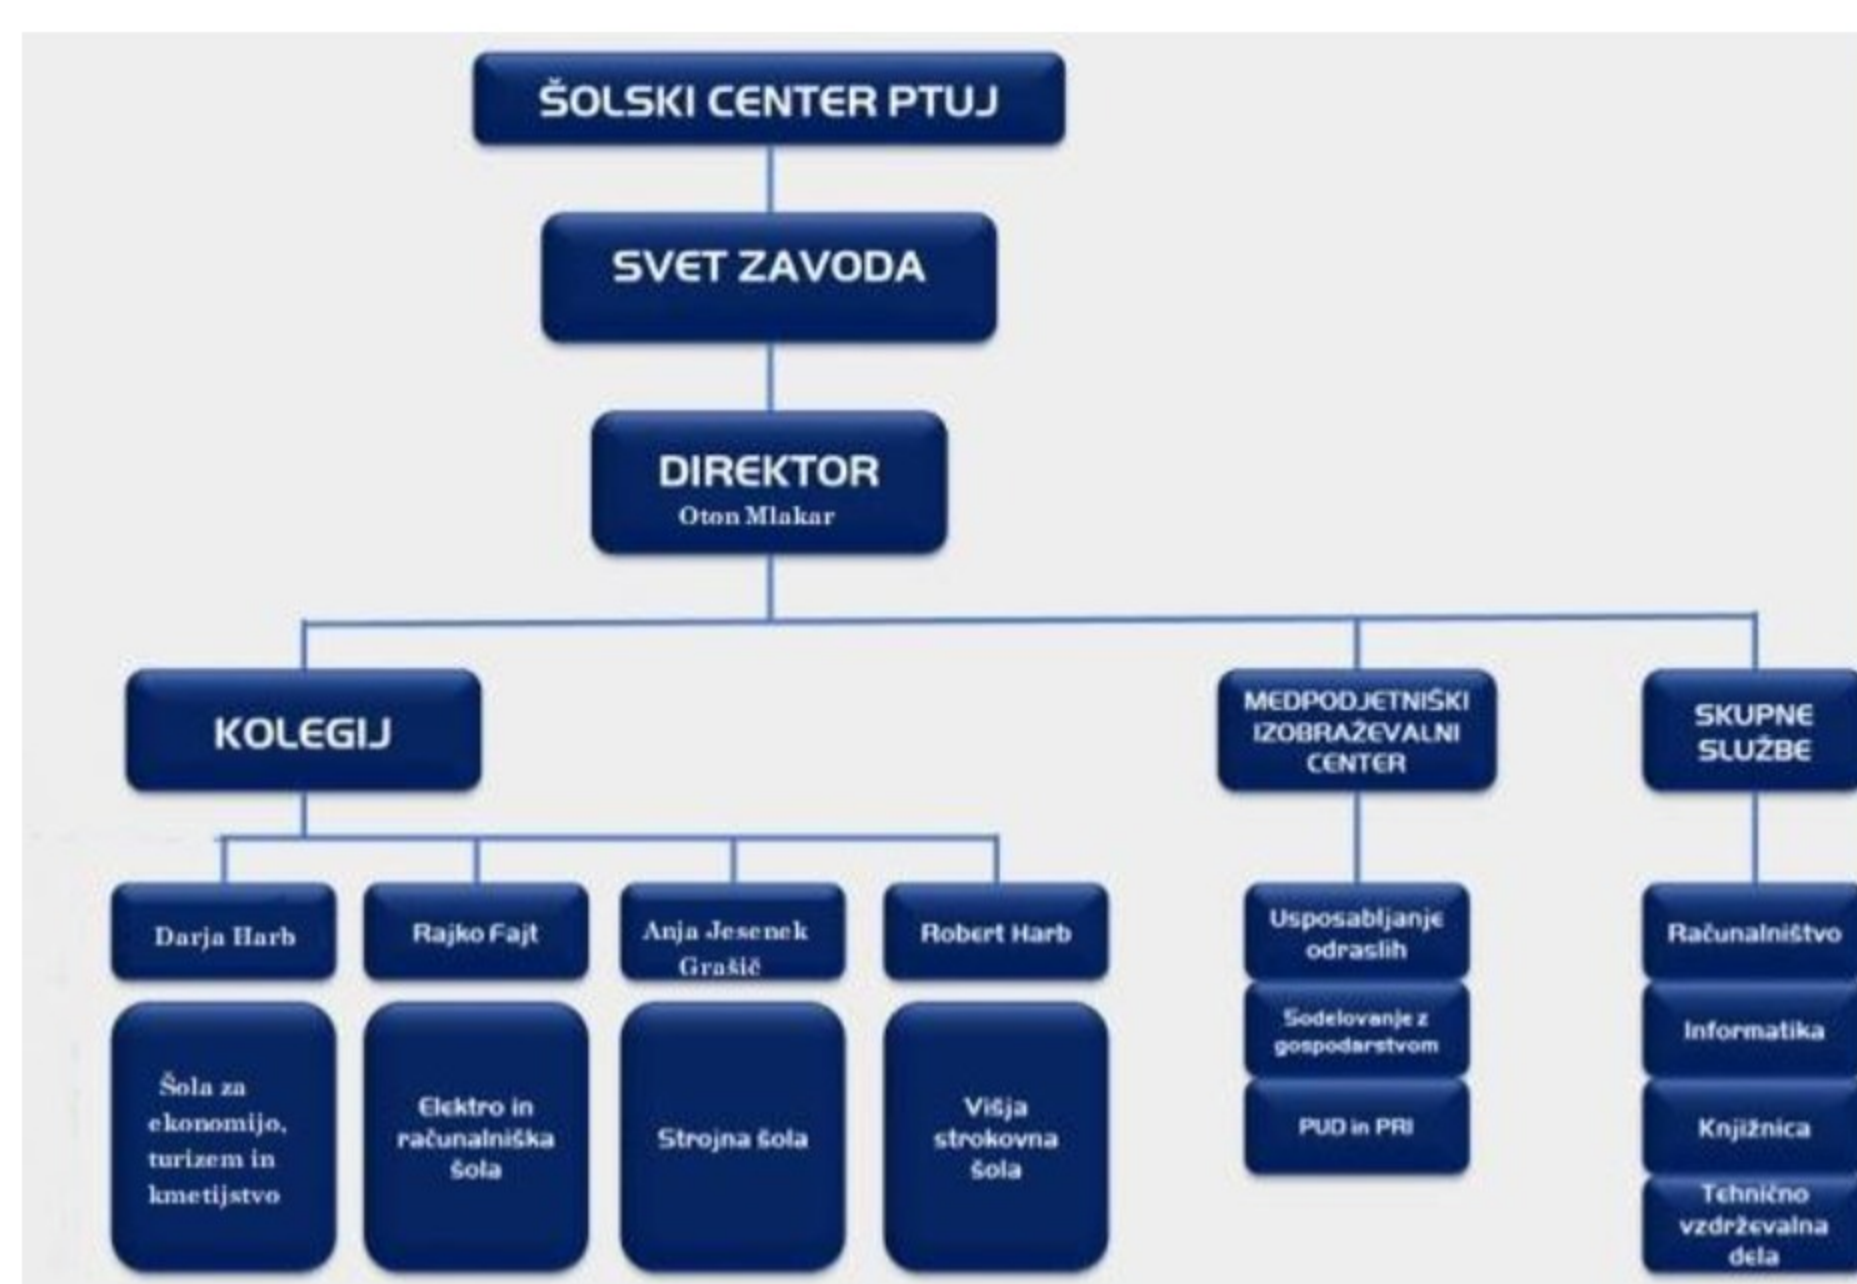 ŠOLSKI CENTER PTUJ
SVET ZAVODA
DIREKTOR
Oton Mlakar
KOLEGIJ
MEDPODJETNIŠKI
IZOBRAŽEVALNI
CENTER
SKUPNE
SLUŽBE
Darja Harb
Rajko Fajt
Anja Jesenek
Grašič
Robert Harb
Šola za
ekonomijo,
turizem in
kmetijstvo
Elektro in
računalniška
šola
Strojna šola
Višja
strokovna
šola
Usposabljanje
odraslih
Sodelovanje z
gospodarstvom
PUD in PRI
Računalništvo
Informatika
Knjižnica
Tehnično
vzdrževalna
dela